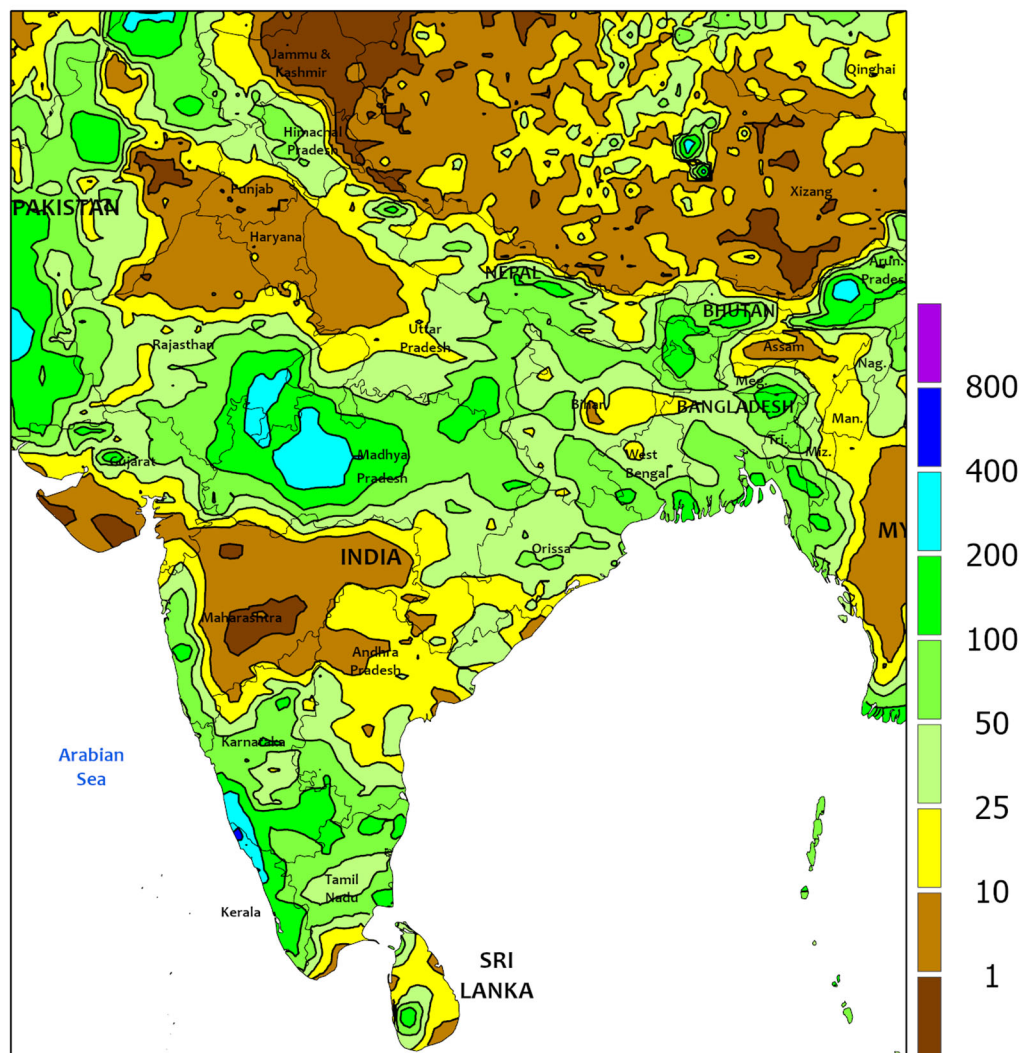 Jammu &
Kashmir
Qinghai
Himachal
Pradesh
Punjab
Xizang
PAKISTAN
Haryana
Arun.
Pradesh
NEPAL
BHUTAN
Uttar
Pradesh
Rajasthan
Assam
Nag.
Meg.
Bihar
BANGLADESH
Man.
Tri.
Miz.
Gujarat
Madhya
Pradesh
West
Bengal
MY
INDIA
Orissa
Maharashtra
Andhra
Pradesh
Karnataka
Arabian
Sea
Tamil
Nadu
Kerala
SRI
LANKA
800
400
200
100
50
25
10
1